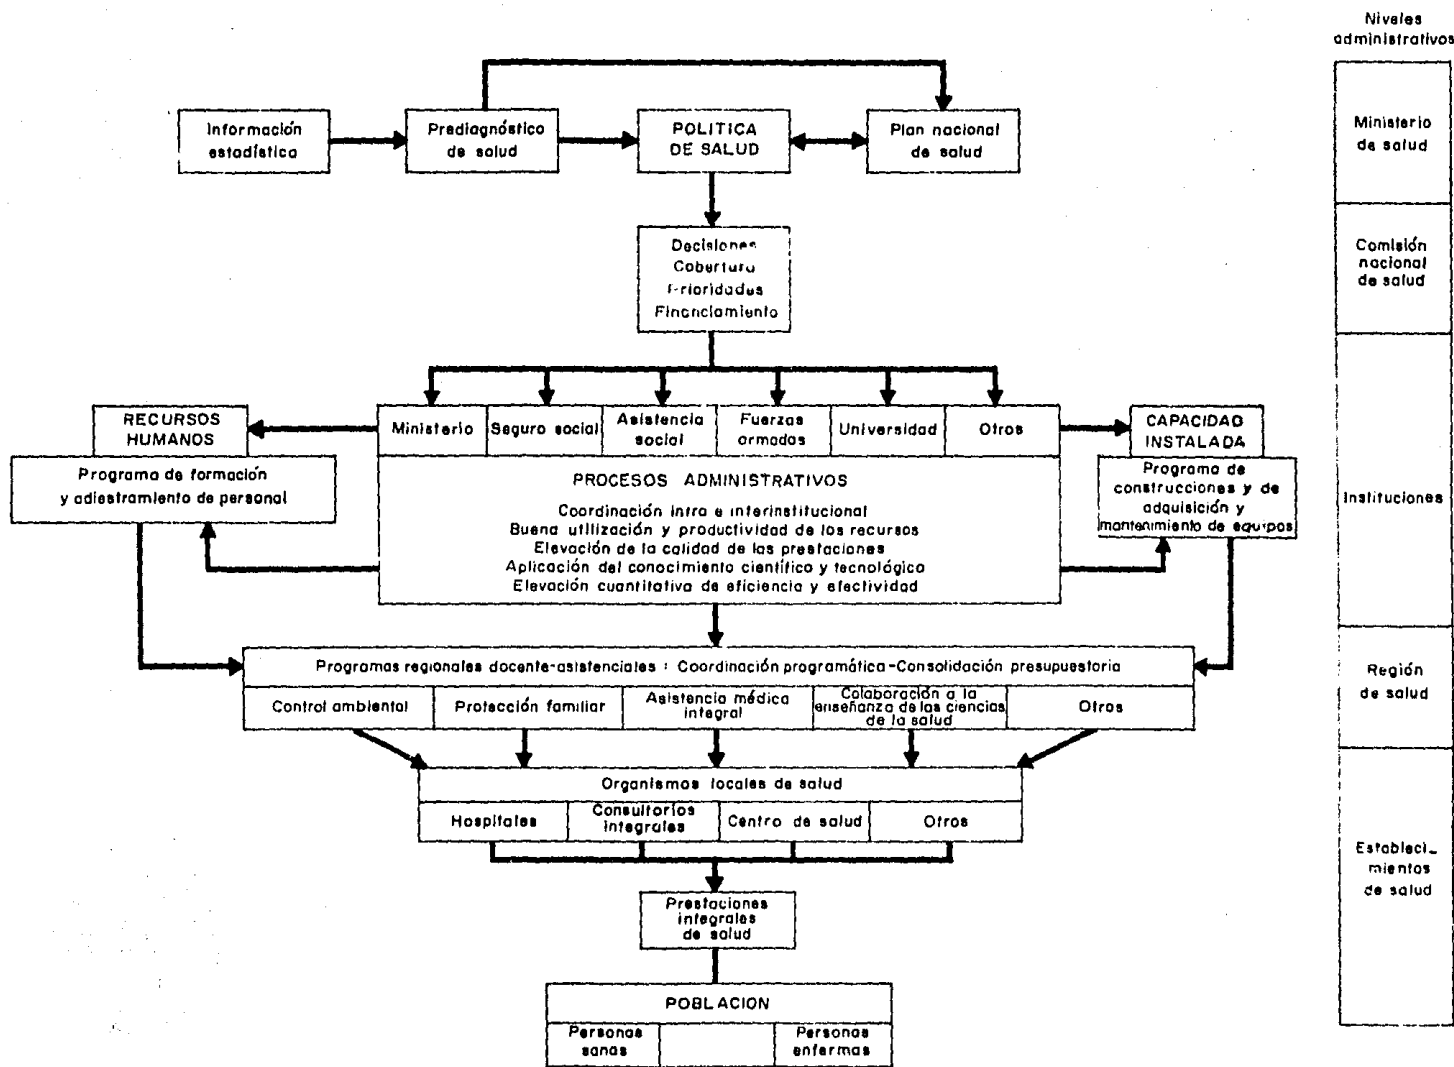 Niveles
administrativos
Información
estadística
Prediagnóstico
de salud
POLITICA
DE SALUD
Plan nacional
de salud
Ministerio
de salud
Decisiones
Cobertura
Prioridades
Financiamiento
Comisión
nacional
de salud
RECURSOS
HUMANOS
Programa de formación
y adiestramiento de personal
Ministerio
Seguro social
Asistencia
social
Fuerzas
armadas
Universidad
Otros
CAPACIDAD
INSTALADA
Programa de
construcciones y de
adquisición y
mantenimiento de equipos
PROCESOS ADMINISTRATIVOS
Coordinación intra e interinstitucional
Buena utilización y productividad de los recursos
Elevación de la calidad de las prestaciones
Aplicación del conocimiento científico y tecnológico
Elevación cuantitativa de eficiencia y efectividad
Instituciones
Programas regionales docente-asistenciales : Coordinación programática-Consolidación presupuestaria
Control ambiental
Protección familiar
Asistencia médica
integral
Colaboración a la
enseñanza de las ciencias
de la salud
Otros
Región
de salud
Organismos locales de salud
Hospitales
Consultorios
integrales
Centro de salud
Otros
Prestaciones
integrales
de salud
Estableci_
mientos
de salud
POBLACION
Personas
sanas
Personas
enfermas